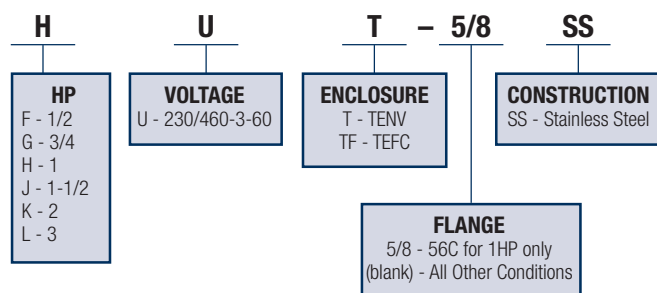 H U T – 5/8 SS
HP
F - 1/2
G - 3/4
H - 1
J - 1-1/2
K - 2
L - 3
VOLTAGE
U - 230/460-3-60
ENCLOSURE
T - TENV
TF - TEFC
CONSTRUCTION
SS - Stainless Steel
FLANGE
5/8 - 56C for 1HP only
(blank) - All Other Conditions